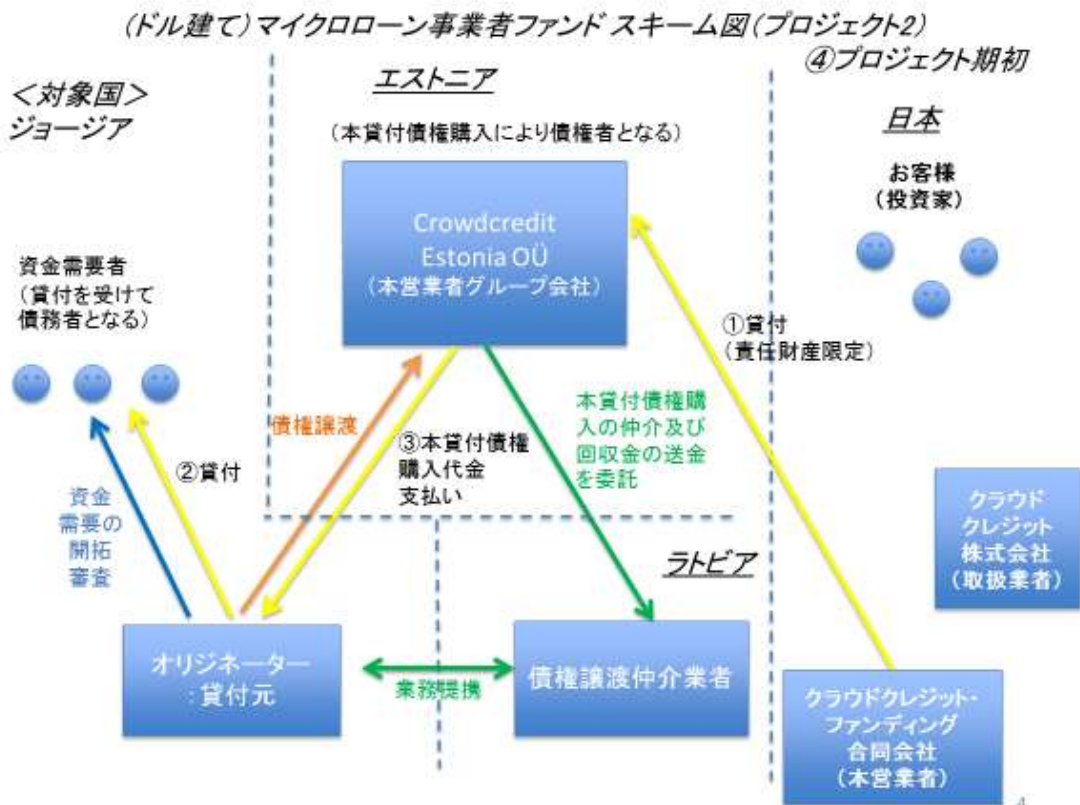 (ドル建て)マイクロローン事業者ファンド スキーム図(プロジェクト2)
④プロジェクト期初
＜対象国＞
ジョージア
エストニア
(本貸付債権購入により債権者となる)
日本
お客様
(投資家)
Crowdcredit
Estonia OÜ
(本営業者グループ会社)
資金需要者
(貸付を受けて
債務者となる)
①貸付
(責任財産限定)
債権譲渡
③本貸付債権
購入代金
支払い
本貸付債権購
入の仲介及び
回収金の送金
を委託
②貸付
資金
需要の
開拓
審査
クラウド
クレジット
株式会社
(取扱業者)
ラトビア
オリジネーター
:貸付元
業務提携
債権譲渡仲介業者
クラウドクレジット・
ファンディング
合同会社
(本営業者)
4